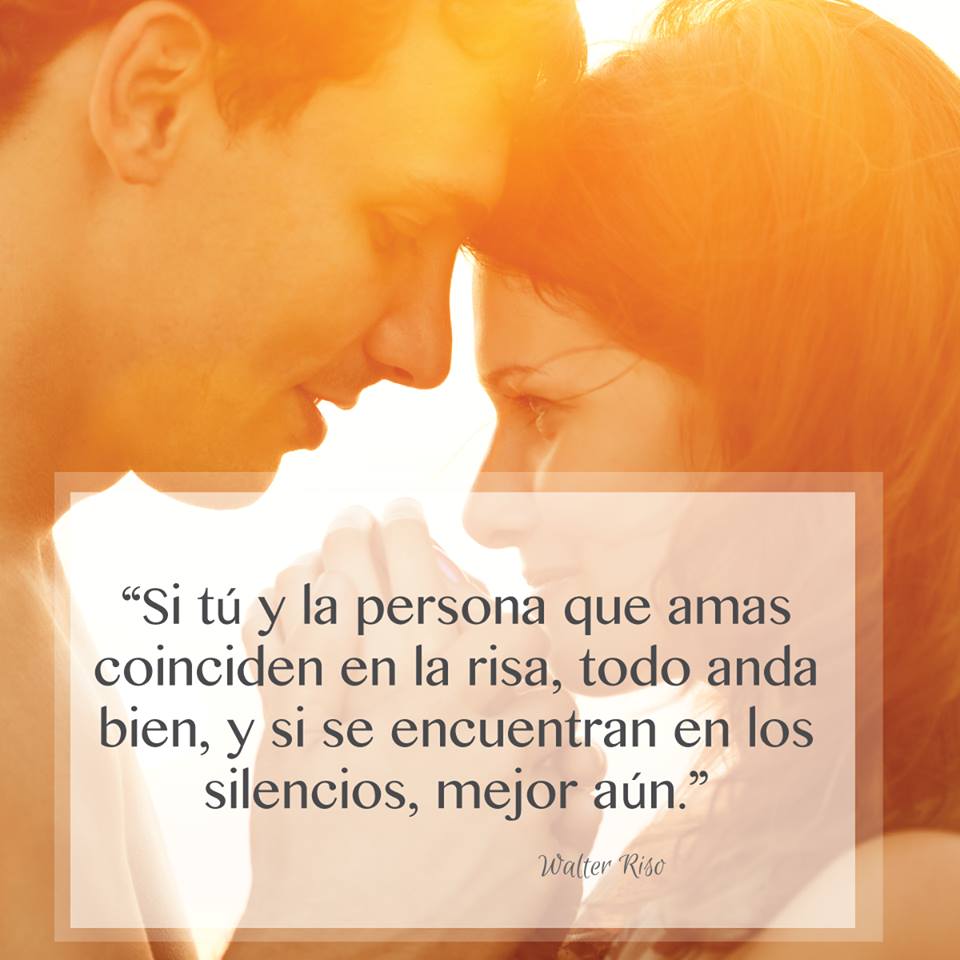 “Si tú y la persona que amas
coinciden en la risa, todo anda
bien, y si se encuentran en los
silencios, mejor aún.”
Walter Riso